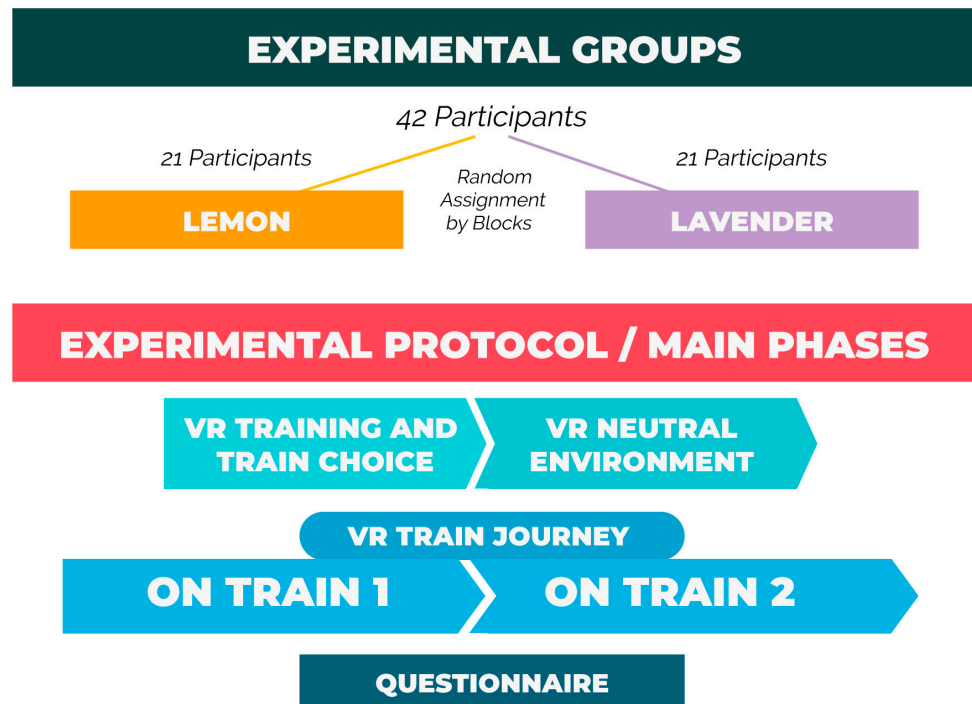 EXPERIMENTAL GROUPS
42 Participants
21 Participants
21 Participants
Random
Assignment
by Blocks
LEMON
LAVENDER
EXPERIMENTAL PROTOCOL / MAIN PHASES
VR TRAINING AND
TRAIN CHOICE
VR NEUTRAL
ENVIRONMENT
VR TRAIN JOURNEY
ON TRAIN 1
ON TRAIN 2
QUESTIONNAIRE